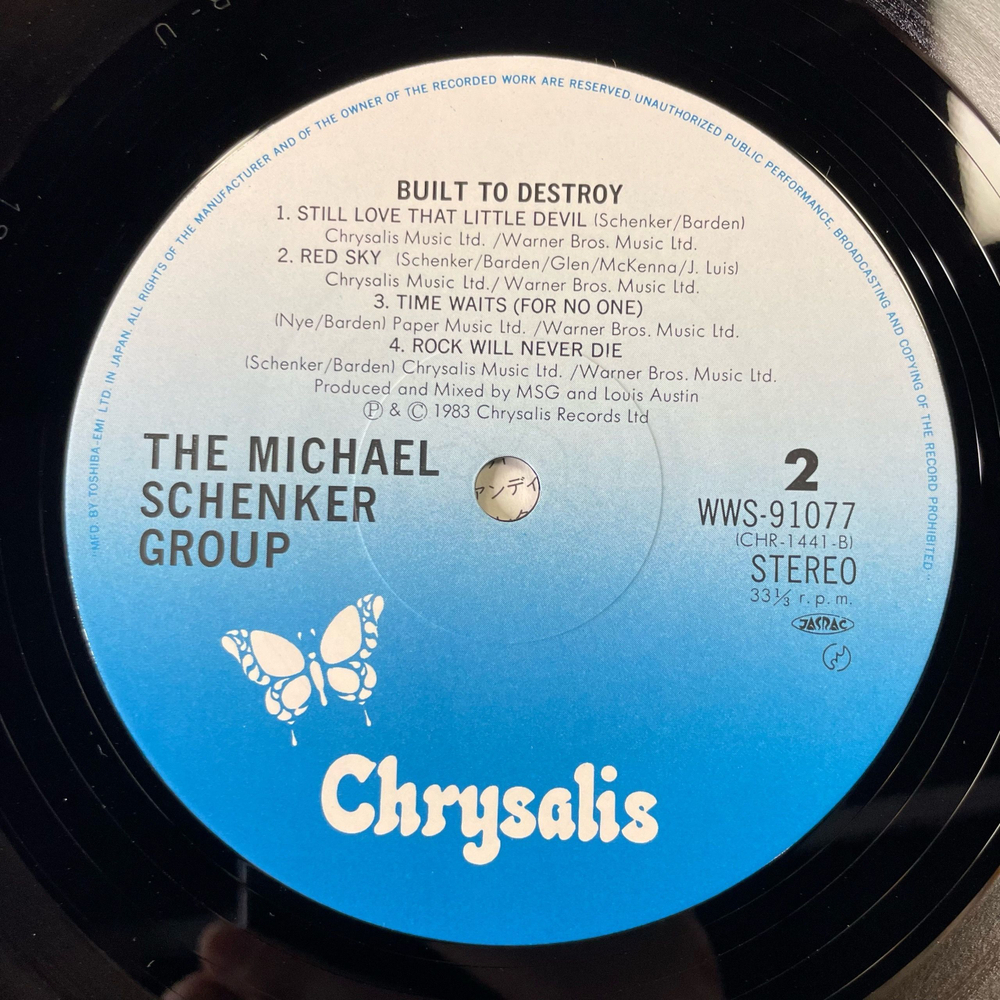 "MFD. BY TOSHIBA-EMI LTD. IN JAPAN. ALL RIGHTS OF THE MANUFACTURER AND OF THE OWNER OF THE RECORDED WORK ARE RESERVED. UNAUTHORIZED PUBLIC PERFORMANCE, BROADCASTING AND COPYING OF THE RECORD PROHIBITED."
BUILT TO DESTROY
1. STILL LOVE THAT LITTLE DEVIL (Schenker/Barden)
Chrysalis Music Ltd. /Warner Bros. Music Ltd.
2. RED SKY (Schenker/Barden/Glen/McKenna/J. Luis)
Chrysalis Music Ltd./ Warner Bros. Music Ltd.
3. TIME WAITS (FOR NO ONE)
(Nye/Barden) Paper Music Ltd. /Warner Bros. Music Ltd.
4. ROCK WILL NEVER DIE
(Schenker/Barden) Chrysalis Music Ltd. /Warner Bros. Music Ltd.
Produced and Mixed by MSG and Louis Austin
Ⓟ & © 1983 Chrysalis Records Ltd
THE MICHAEL
SCHENKER
GROUP
ンディ
2
WWS-91077
(CHR-1441-B)
STEREO
33⅓ r.p.m.
JASRAC
Chrysalis